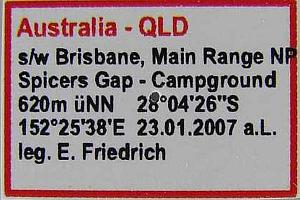 Australia - QLD
s/w Brisbane, Main Range NP
Spicers Gap - Campground
620m üNN 28°04'26"S
152°25'38'E 23.01.2007 a.L.
leg. E. Friedrich